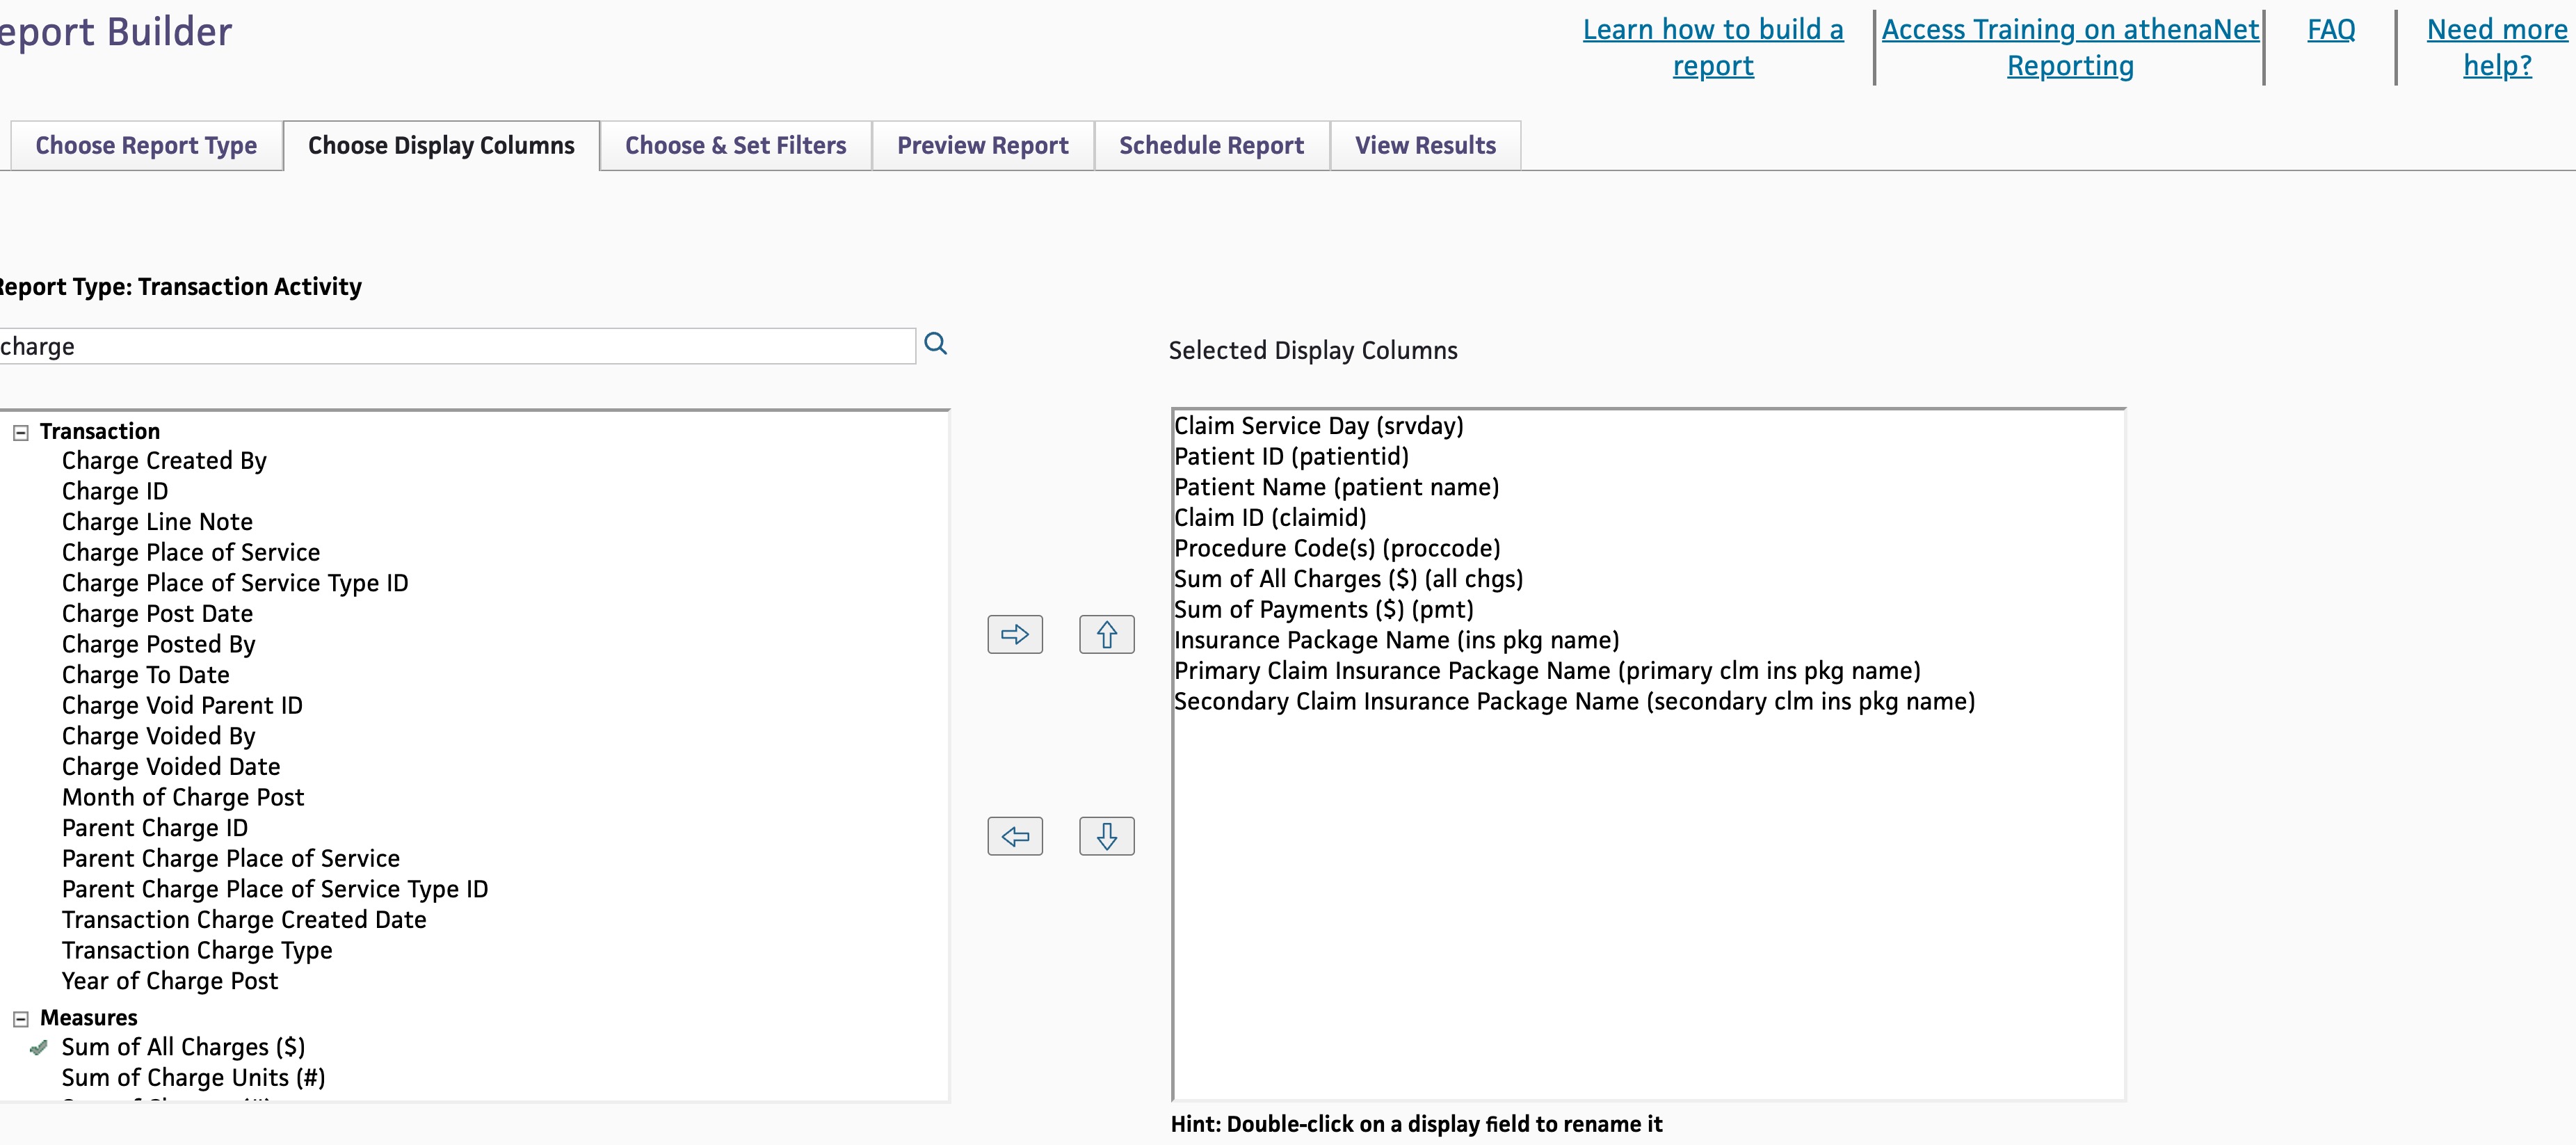 eport Builder
Learn how to build a
report
Access Training on athenaNet
Reporting
FAQ
Need more
help?
Choose Report Type
Choose Display Columns
Choose & Set Filters
Preview Report
Schedule Report
View Results
Report Type: Transaction Activity
charge
Selected Display Columns
Transaction
Charge Created By
Charge ID
Charge Line Note
Charge Place of Service
Charge Place of Service Type ID
Charge Post Date
Charge Posted By
Charge To Date
Charge Void Parent ID
Charge Voided By
Charge Voided Date
Month of Charge Post
Parent Charge ID
Parent Charge Place of Service
Parent Charge Place of Service Type ID
Transaction Charge Created Date
Transaction Charge Type
Year of Charge Post
Measures
Sum of All Charges ($)
Sum of Charge Units (#)
Claim Service Day (srvday)
Patient ID (patientid)
Patient Name (patient name)
Claim ID (claimid)
Procedure Code(s) (proccode)
Sum of All Charges ($) (all chgs)
Sum of Payments ($) (pmt)
Insurance Package Name (ins pkg name)
Primary Claim Insurance Package Name (primary clm ins pkg name)
Secondary Claim Insurance Package Name (secondary clm ins pkg name)
Hint: Double-click on a display field to rename it